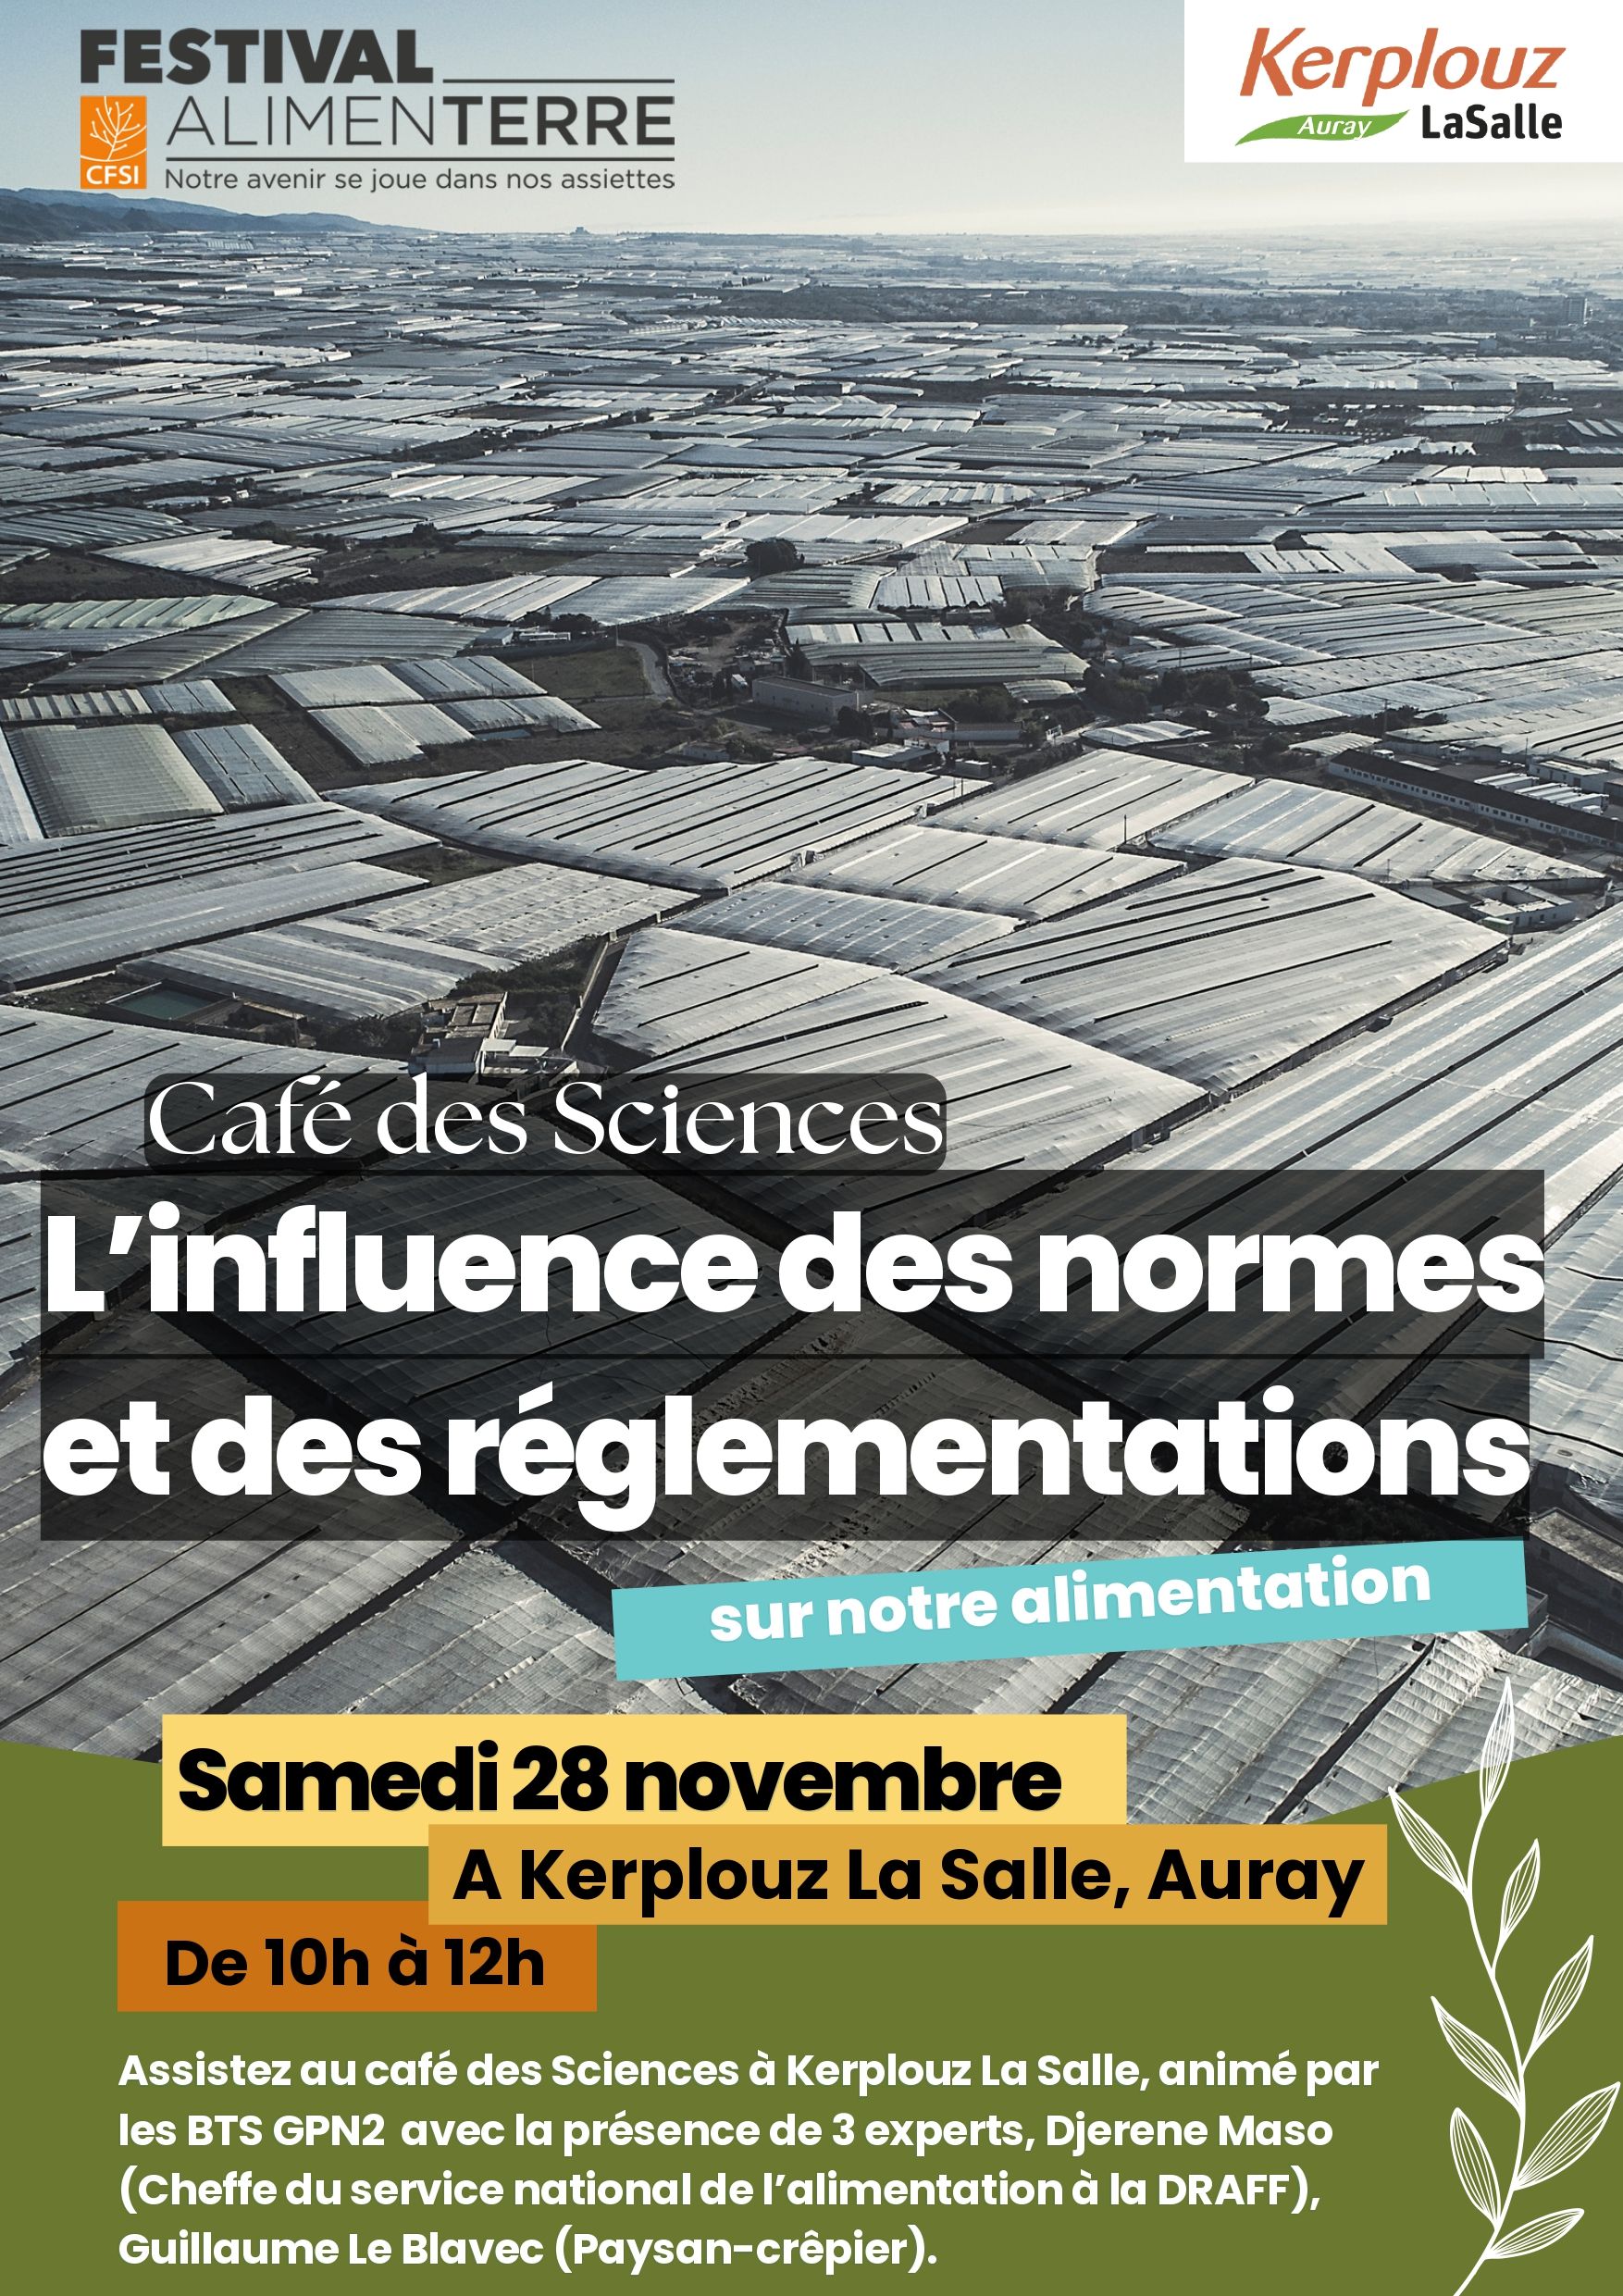 FESTIVAL
ALIMENTERRE
CFSI
Notre avenir se joue dans nos assiettes
Kerplouz
Auray LaSalle
Café des Sciences
L’influence des normes
et des réglementations
sur notre alimentation
Samedi 28 novembre
A Kerplouz La Salle, Auray
De 10h à 12h
Assistez au café des Sciences à Kerplouz La Salle, animé par
les BTS GPN2 avec la présence de 3 experts, Djerene Maso
(Cheffe du service national de l’alimentation à la DRAFF),
Guillaume Le Blavec (Paysan-crêpier).